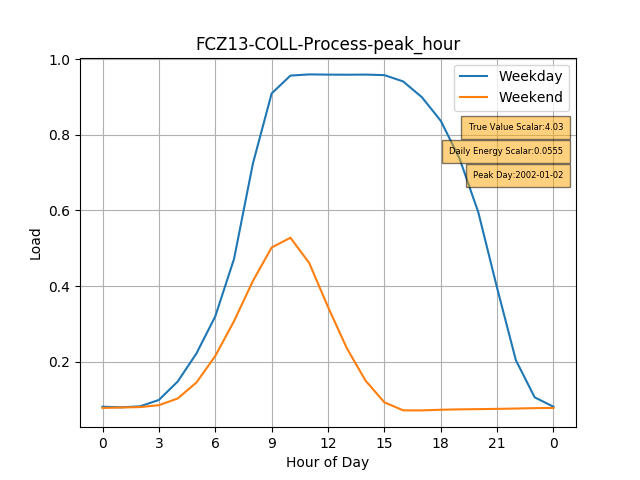 FCZ13-COLL-Process-peak_hour
Weekday
Weekend
True Value Scalar:4.03
Daily Energy Scalar:0.0555
Peak Day:2002-01-02
Load
1.0
0.8
0.6
0.4
0.2
0 3 6 9 12 15 18 21 0
Hour of Day